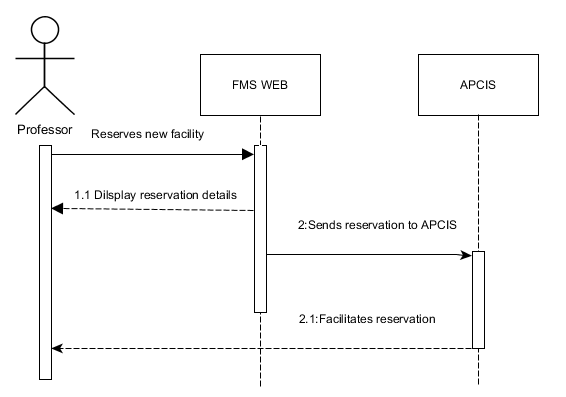 FMS WEB
APCIS
Professor
Reserves new facility
1.1 Dilsplay reservation details
2:Sends reservation to APCIS
2.1:Facilitates reservation